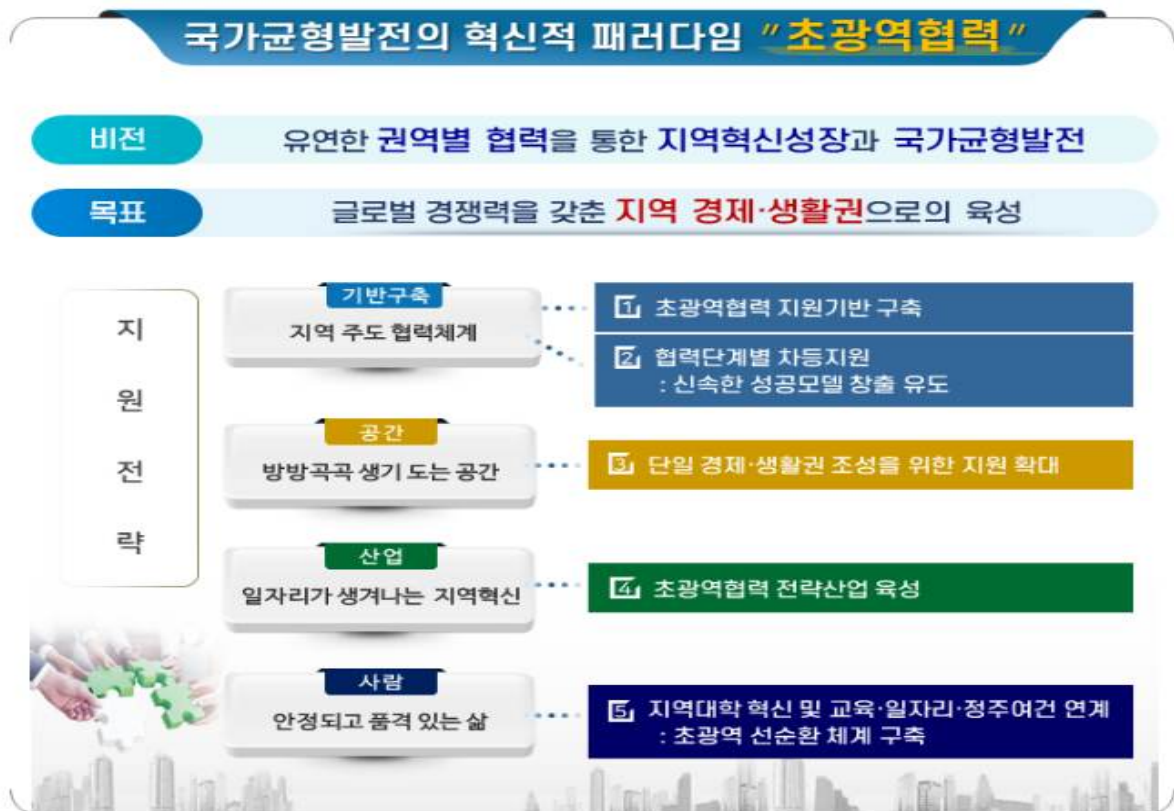 국가균형발전의 혁신적 패러다임 "초광역협력"
비전
유연한 권역별 협력을 통한 지역혁신성장과 국가균형발전
목표
글로벌 경쟁력을 갖춘 지역 경제·생활권으로의 육성
지
원
전
략
기반구축
지역 주도 협력체계
1 초광역협력 지원기반 구축
2 협력단계별 차등지원
: 신속한 성공모델 창출 유도
공간
방방곡곡 생기 도는 공간
3 단일 경제·생활권 조성을 위한 지원 확대
산업
일자리가 생겨나는 지역혁신
4 초광역협력 전략산업 육성
사람
안정되고 품격 있는 삶
5 지역대학 혁신 및 교육·일자리·정주여건 연계
: 초광역 선순환 체계 구축